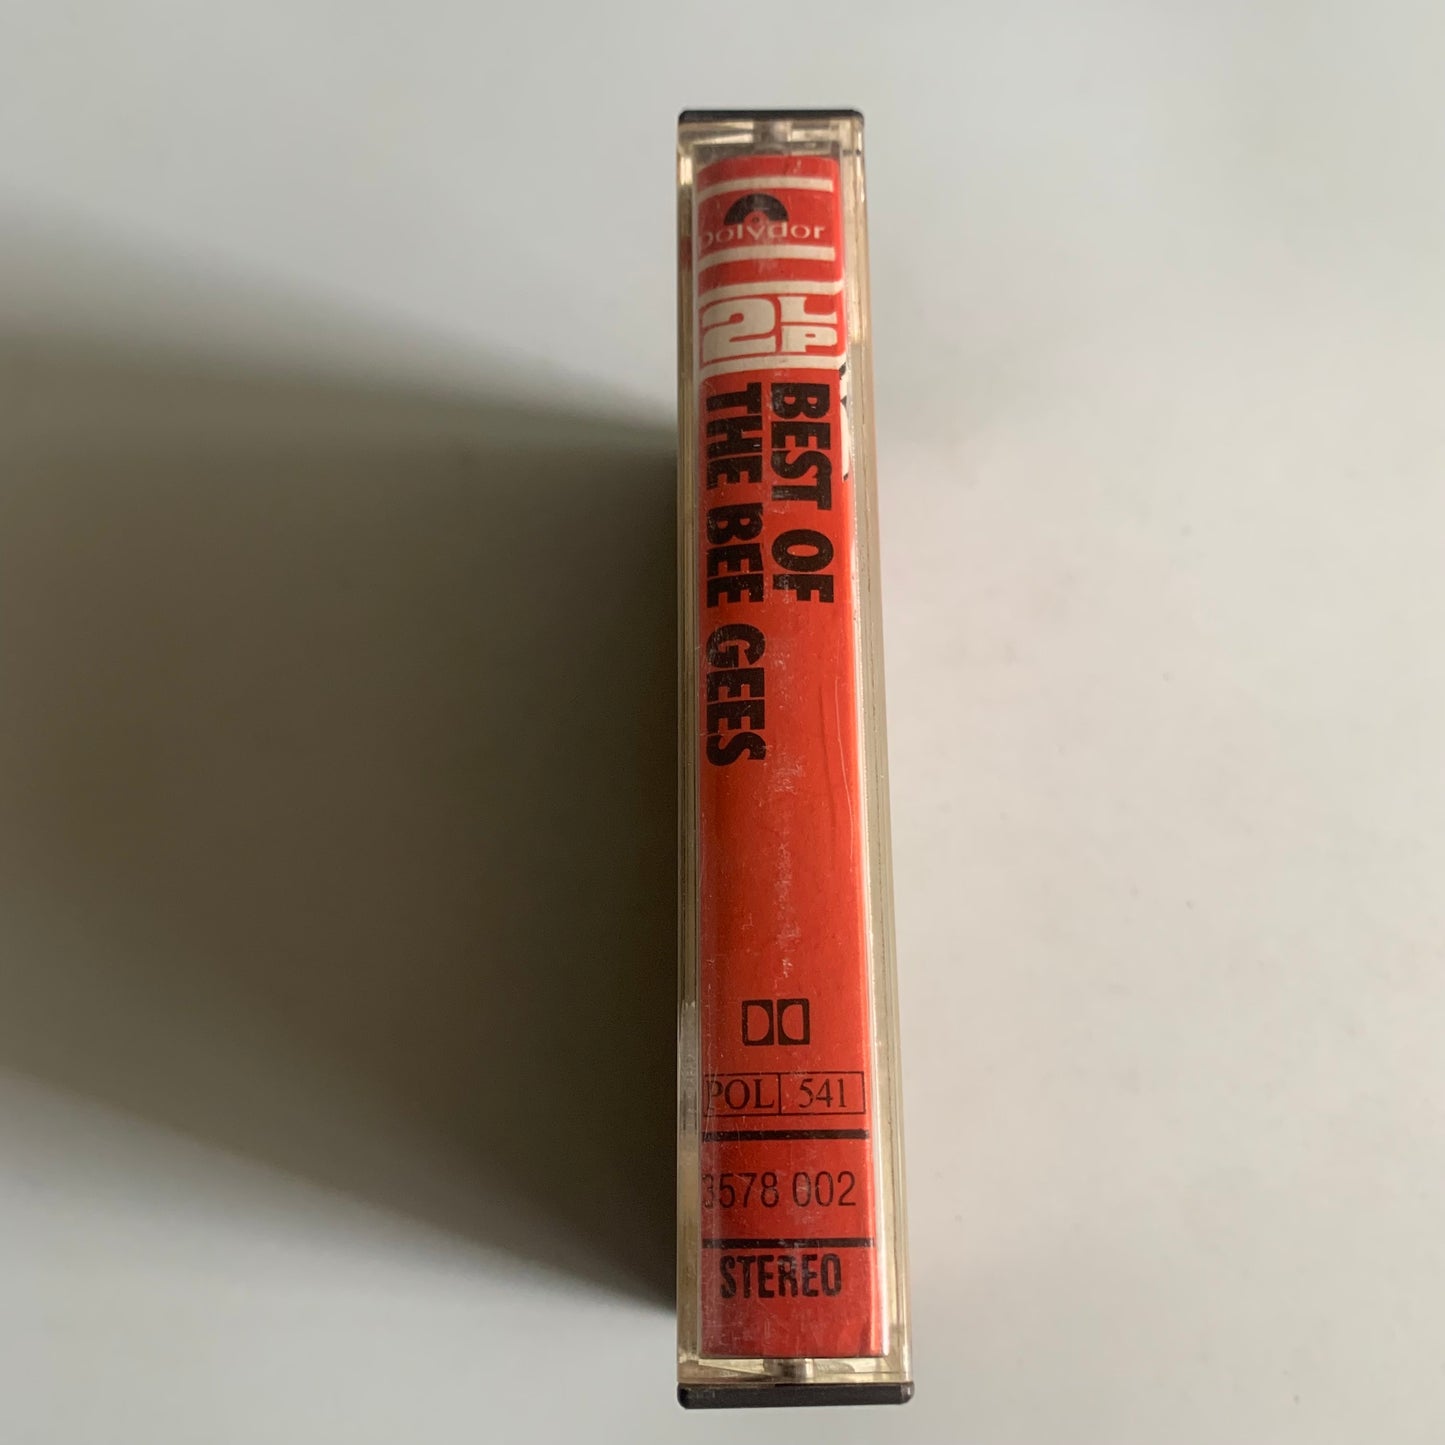 polydor
2LP
BEST OF
THE BEE GEES
POL 541
3578 002
STEREO